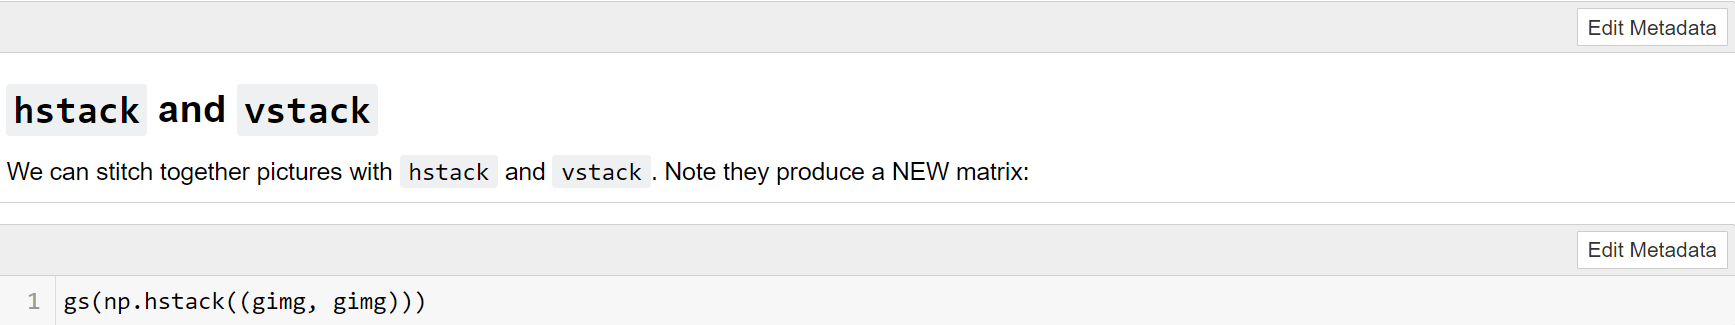 Edit Metadata
hstack and vstack
We can stitch together pictures with hstack and vstack. Note they produce a NEW matrix:
Edit Metadata
1 gs(np.hstack((gimg, gimg)))